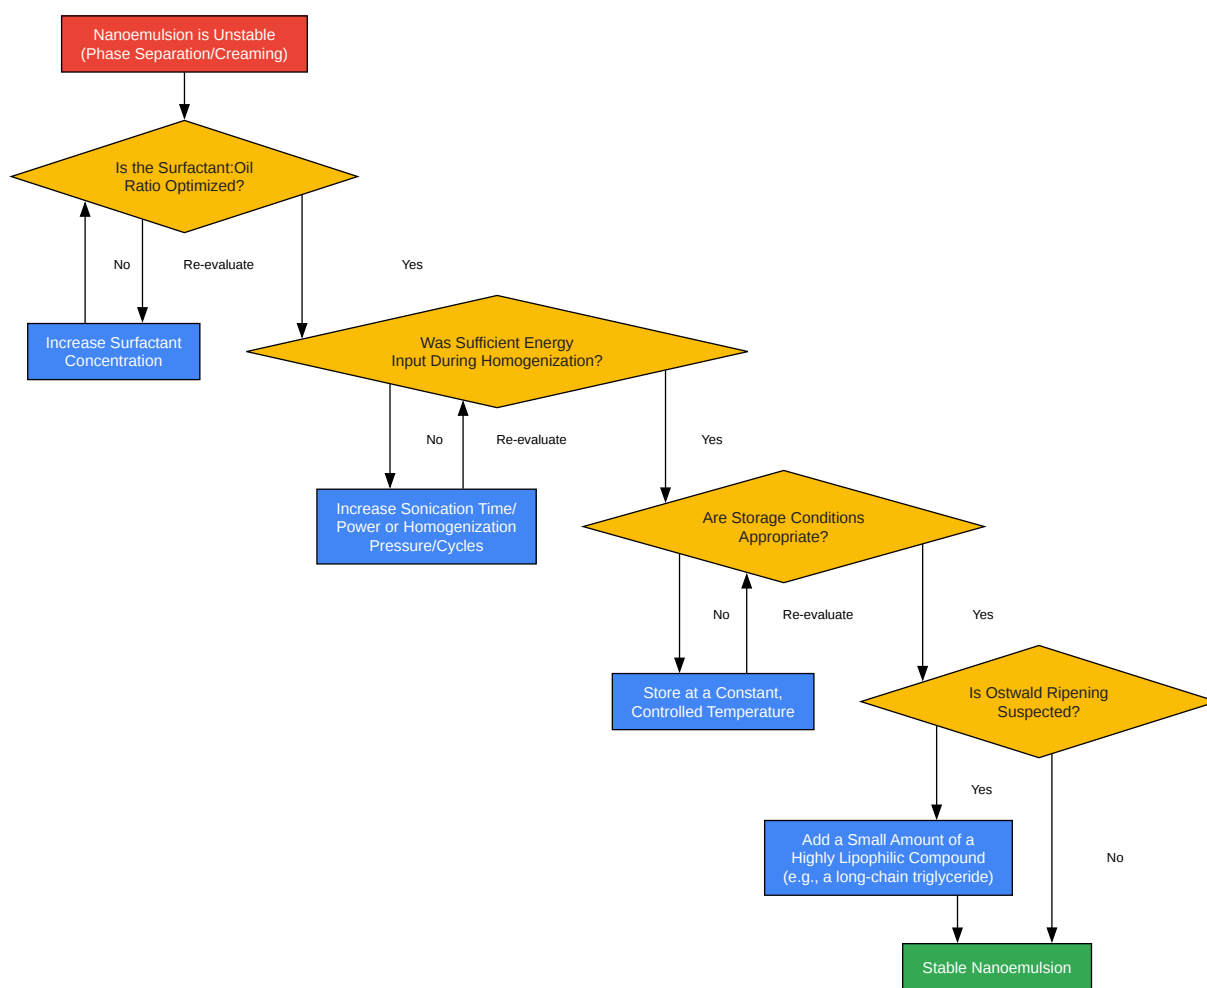 Nanoemulsion is Unstable
(Phase Separation/Creaming)
Is the Surfactant:Oil
Ratio Optimized?
No
Re-evaluate
Yes
Increase Surfactant
Concentration
Was Sufficient Energy
Input During Homogenization?
No
Re-evaluate
Yes
Increase Sonication Time/
Power or Homogenization
Pressure/Cycles
Are Storage Conditions
Appropriate?
No
Re-evaluate
Yes
Store at a Constant,
Controlled Temperature
Is Ostwald Ripening
Suspected?
Yes
Add a Small Amount of a
Highly Lipophilic Compound
(e.g., a long-chain triglyceride)
No
Stable Nanoemulsion